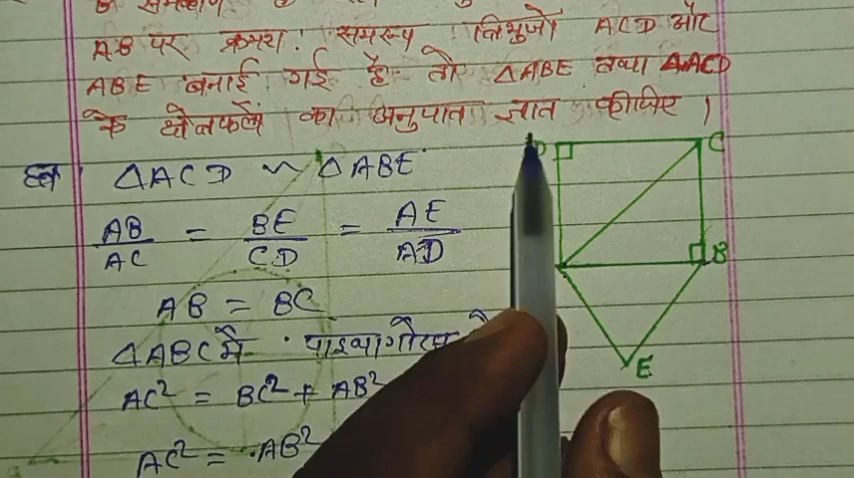 AB पर क्रमश: समरूप त्रिभुजों ACD और
ABE बनाई गई है तो △ABE तथा △ACD
के क्षेत्रफलों का अनुपात ज्ञात कीजिए ।
हल △ACD ∽ △ABE
AB/AC = BE/CD = AE/AD
AB = BC
△ABC में पाइथागोरस
AC² = BC² + AB²
AC² = AB²
D C
B
E